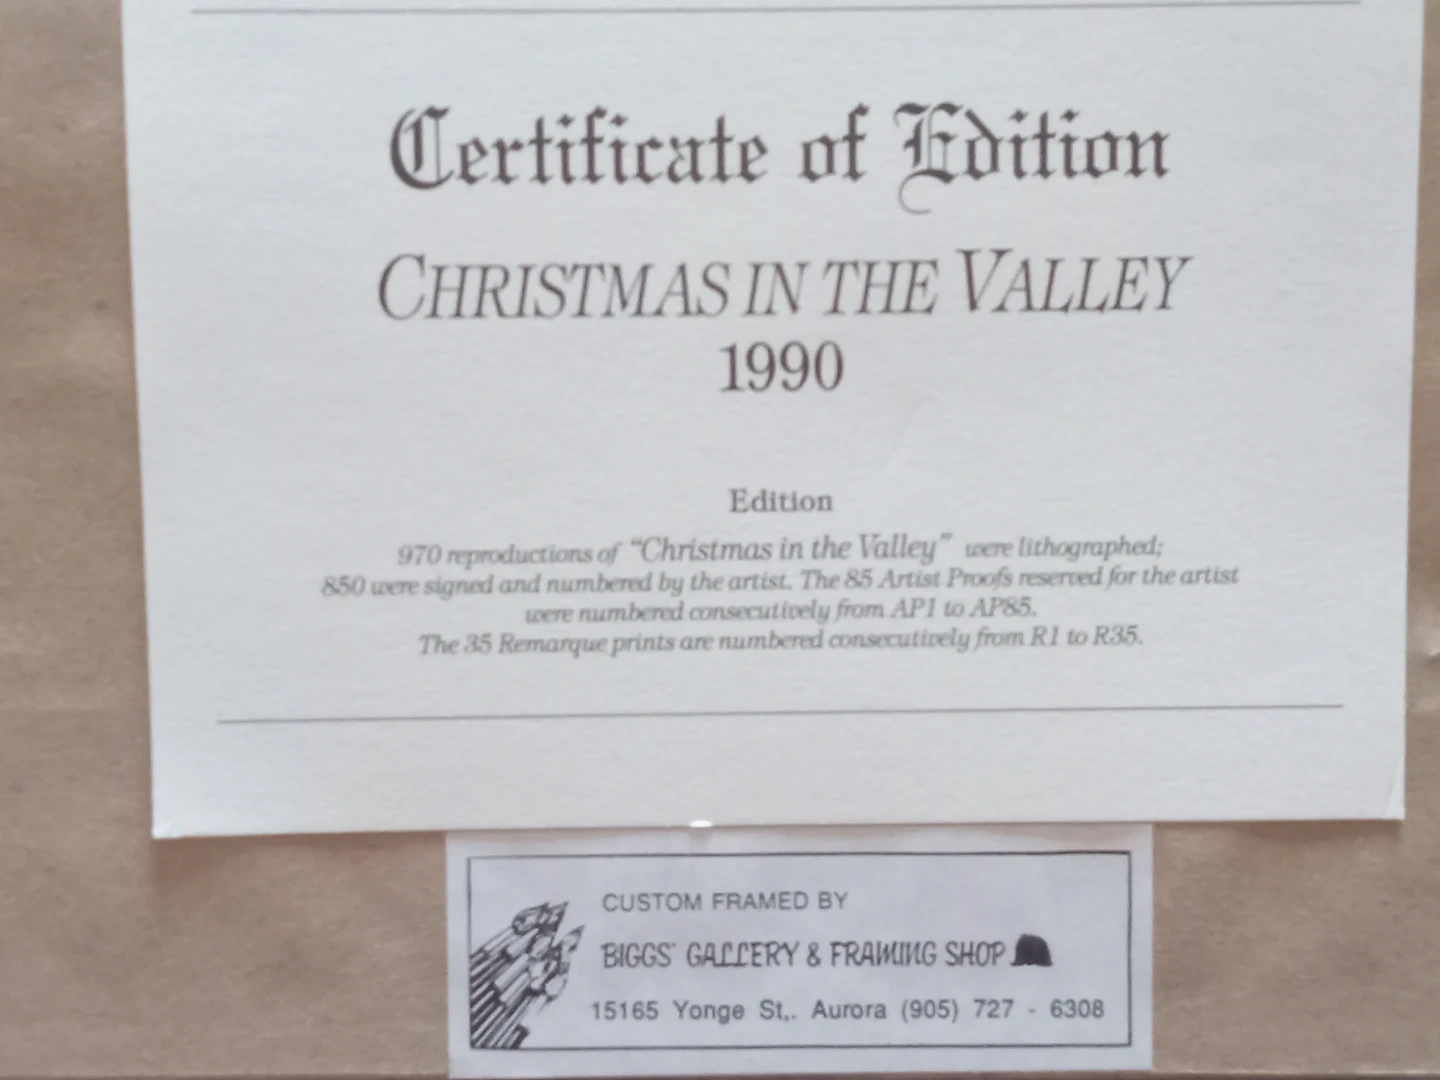 Certificate of Edition
CHRISTMAS IN THE VALLEY
1990
Edition
970 reproductions of "Christmas in the Valley" were lithographed;
850 were signed and numbered by the artist. The 85 Artist Proofs reserved for the artist
were numbered consecutively from AP1 to AP85.
The 35 Remarque prints are numbered consecutively from R1 to R35.
CUSTOM FRAMED BY
BIGGS' GALLERY & FRAMING SHOP
15165 Yonge St,. Aurora (905) 727 - 6308